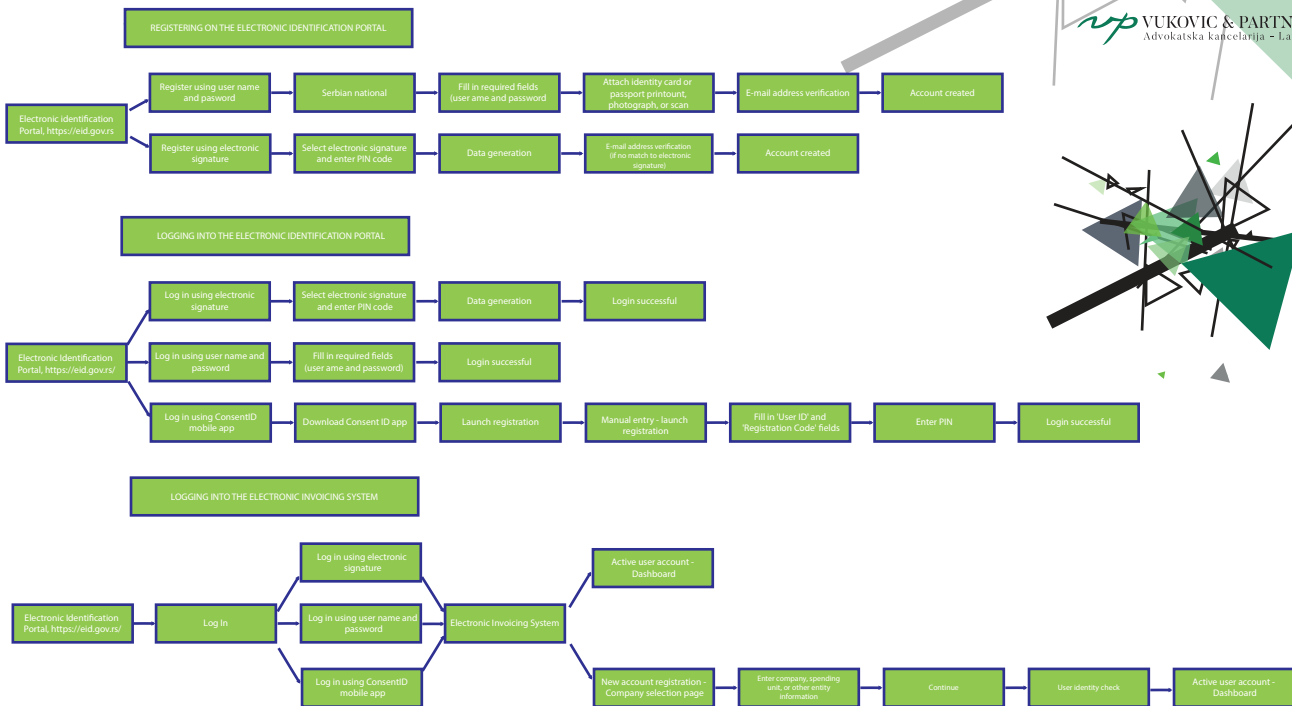 VUKOVIC & PARTN
Advokatska kancelarija - La
REGISTERING ON THE ELECTRONIC IDENTIFICATION PORTAL
Electronic identification
Portal, https://eid.gov.rs
Register using user name
and pasword
Serbian national
Fill in required fields
(user ame and password
Attach identity card or
passport printount,
photograph, or scan
E-mail address verification
Account created
Register using electronic
signature
Select electronic signature
and enter PIN code
Data generation
E-mail address verification
(if no match to electronic
signature)
Account created
LOGGING INTO THE ELECTRONIC IDENTIFICATION PORTAL
Electronic Identification
Portal, https://eid.gov.rs/
Log in using electronic
signature
Select electronic signature
and enter PIN code
Data generation
Login successful
Log in using user name and
password
Fill in required fields
(user ame and password)
Login successful
Log in using ConsentID
mobile app
Download Consent ID app
Launch registration
Manual entry - launch
registration
Fill in 'User ID' and
'Registration Code' fields
Enter PIN
Login successful
LOGGING INTO THE ELECTRONIC INVOICING SYSTEM
Electronic Identification
Portal, https://eid.gov.rs/
Log In
Log in using electronic
signature
Log in using user name and
password
Log in using ConsentID
mobile app
Electronic Invoicing System
Active user account -
Dashboard
New account registration -
Company selection page
Enter company, spending
unit, or other entity
information
Continue
User identity check
Active user account -
Dashboard